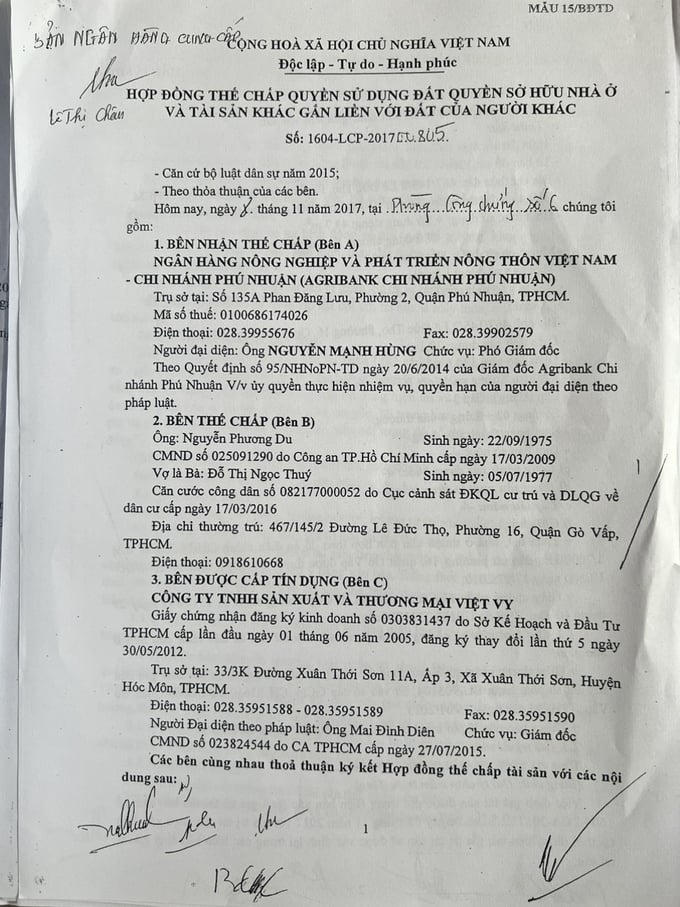 MẪU 15/BĐTD
BẢN NGÂN HÀNG CUNG CẤP
CỘNG HOÀ XÃ HỘI CHỦ NGHĨA VIỆT NAM
Độc lập - Tự do - Hạnh phúc
Lê Thị Châu
HỢP ĐỒNG THẾ CHẤP QUYỀN SỬ DỤNG ĐẤT QUYỀN SỞ HỮU NHÀ Ở
VÀ TÀI SẢN KHÁC GẮN LIỀN VỚI ĐẤT CỦA NGƯỜI KHÁC
Số: 1604-LCP-2017
- Căn cứ bộ luật dân sự năm 2015;
- Theo thỏa thuận của các bên.
Hôm nay, ngày 8. tháng 11 năm 2017, tại .Phòng...Công chứng...số 6 chúng tôi
gồm:
1. BÊN NHẬN THẾ CHẤP (Bên A)
NGÂN HÀNG NÔNG NGHIỆP VÀ PHÁT TRIỂN NÔNG THÔN VIỆT NAM
- CHI NHÁNH PHÚ NHUẬN (AGRIBANK CHI NHÁNH PHÚ NHUẬN)
Trụ sở tại: Số 135A Phan Đăng Lưu, Phường 2, Quận Phú Nhuận, TPHCM.
Mã số thuế: 0100686174026
Điện thoại: 028.39955676 Fax: 028.39902579
Người đại diện: Ông NGUYỄN MẠNH HÙNG Chức vụ: Phó Giám đốc
Theo Quyết định số 95/NHNoPN-TD ngày 20/6/2014 của Giám đốc Agribank Chi
nhánh Phú Nhuận V/v ủy quyền thực hiện nhiệm vụ, quyền hạn của người đại diện theo
pháp luật.
2. BÊN THẾ CHẤP (Bên B)
Ông: Nguyễn Phương Du Sinh ngày: 22/09/1975
CMND số 025091290 do Công an TP.Hồ Chí Minh cấp ngày 17/03/2009
Vợ là Bà: Đỗ Thị Ngọc Thuý Sinh ngày: 05/07/1977
Căn cước công dân số 082177000052 do Cục cảnh sát ĐKQL cư trú và DLQG về
dân cư cấp ngày 17/03/2016
Địa chỉ thường trú: 467/145/2 Đường Lê Đức Thọ, Phường 16, Quận Gò Vấp,
TPHCM.
Điện thoại: 0918610668
3. BÊN ĐƯỢC CẤP TÍN DỤNG (Bên C)
CÔNG TY TNHH SẢN XUẤT VÀ THƯƠNG MẠI VIỆT VY
Giấy chứng nhận đăng ký kinh doanh số 0303831437 do Sở Kế Hoạch và Đầu Tư
TPHCM cấp lần đầu ngày 01 tháng 06 năm 2005, đăng ký thay đổi lần thứ 5 ngày
30/05/2012.
Trụ sở tại: 33/3K Đường Xuân Thới Sơn 11A, Ấp 3, Xã Xuân Thới Sơn, Huyện
Hóc Môn, TPHCM.
Điện thoại: 028.35951588 - 028.35951589 Fax: 028.35951590
Người Đại diện theo pháp luật: Ông Mai Đình Diên Chức vụ: Giám đốc
CMND số 023824544 do CA TPHCM cấp ngày 27/07/2015.
Các bên cùng nhau thoả thuận ký kết Hợp đồng thế chấp tài sản với các nội
dung sau:
1